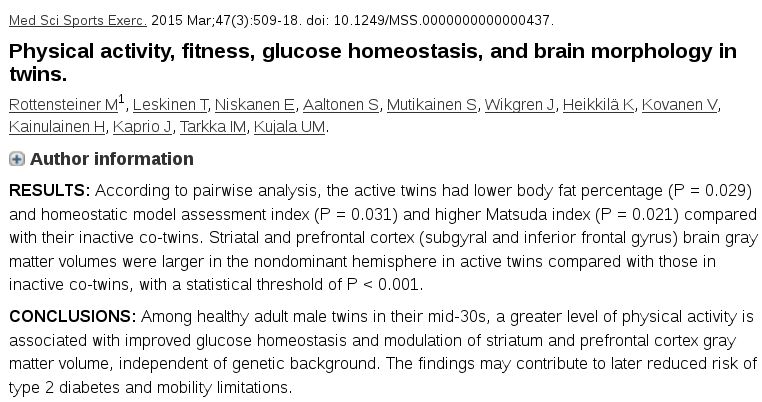 Med Sci Sports Exerc. 2015 Mar;47(3):509-18. doi: 10.1249/MSS.0000000000000437.
Physical activity, fitness, glucose homeostasis, and brain morphology in
twins.
Rottensteiner M1, Leskinen T, Niskanen E, Aaltonen S, Mutikainen S, Wikgren J, Heikkilä K, Kovanen V,
Kainulainen H, Kaprio J, Tarkka IM, Kujala UM.
Author information
RESULTS: According to pairwise analysis, the active twins had lower body fat percentage (P = 0.029)
and homeostatic model assessment index (P = 0.031) and higher Matsuda index (P = 0.021) compared
with their inactive co-twins. Striatal and prefrontal cortex (subgyral and inferior frontal gyrus) brain gray
matter volumes were larger in the nondominant hemisphere in active twins compared with those in
inactive co-twins, with a statistical threshold of P < 0.001.
CONCLUSIONS: Among healthy adult male twins in their mid-30s, a greater level of physical activity is
associated with improved glucose homeostasis and modulation of striatum and prefrontal cortex gray
matter volume, independent of genetic background. The findings may contribute to later reduced risk of
type 2 diabetes and mobility limitations.